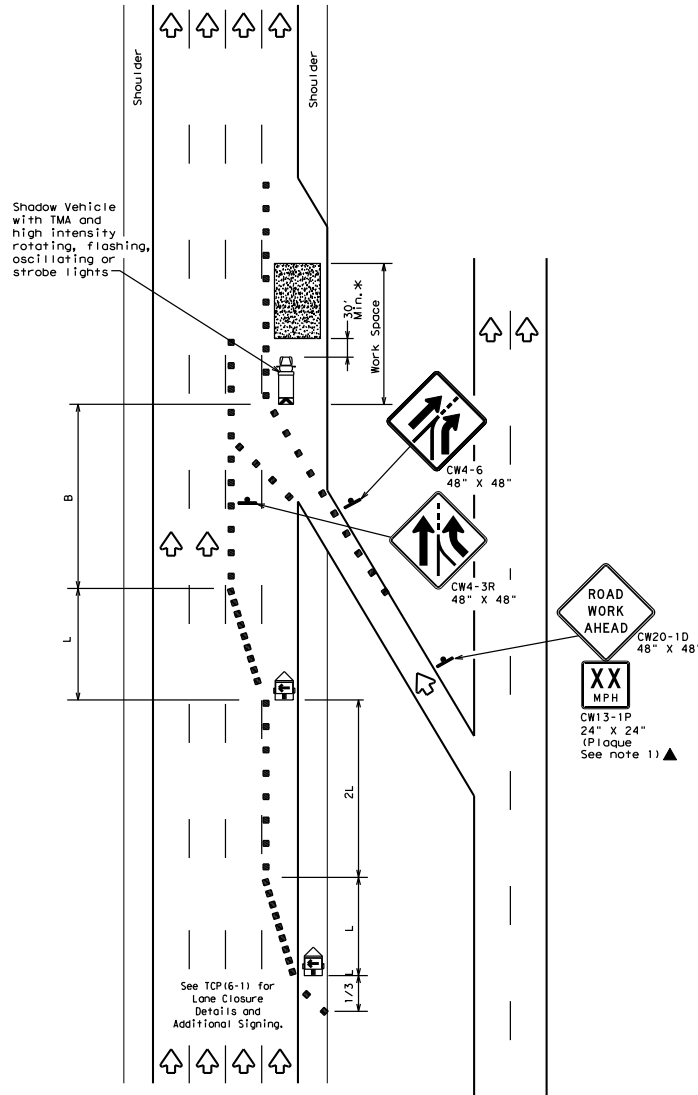 Shoulder
Shoulder
Shadow Vehicle
with TMA and
high intensity
rotating, flashing,
oscillating or
strobe lights
30'
Min.*
Work Space
B
L
CW4-6
48" X 48"
CW4-3R
48" X 48"
ROAD
WORK
AHEAD
CW20-1D
48" X 48"
XX
MPH
CW13-1P
24" X 24"
(Plaque
See note 1) ▲
2L
L
1/3 L
See TCP(6-1) for
Lane Closure
Details and
Additional Signing.